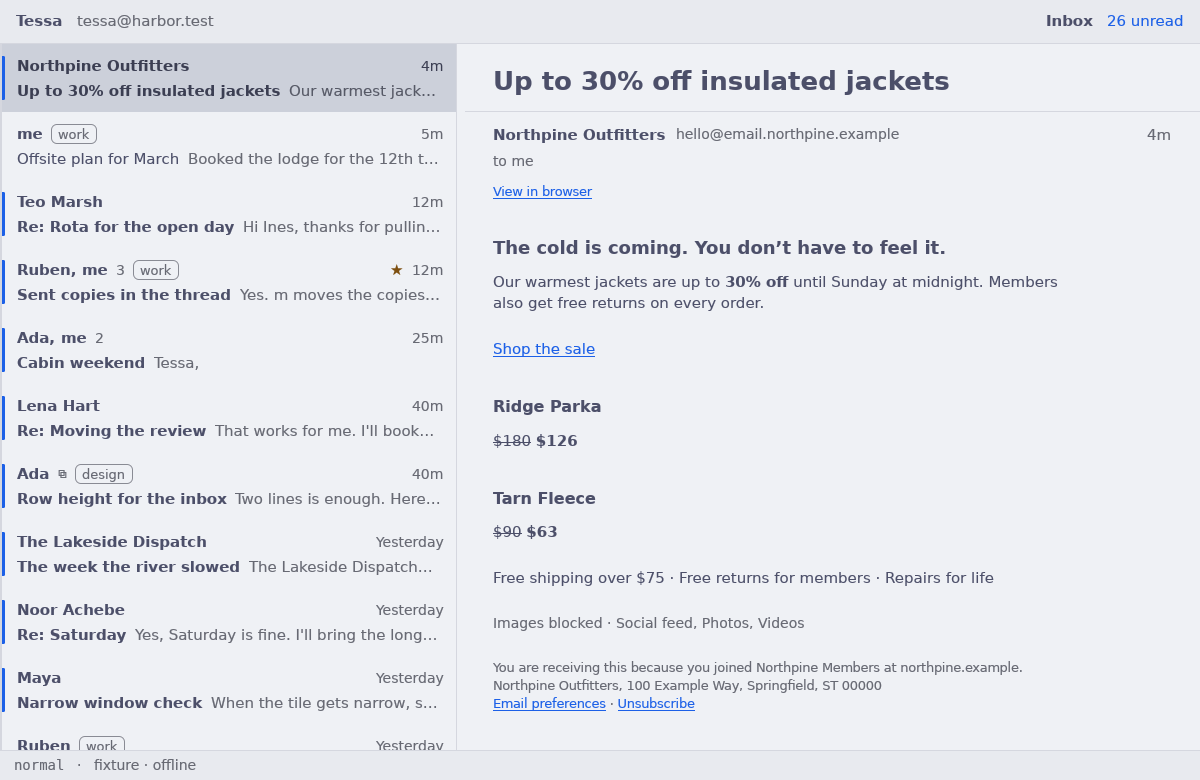 Tessa tessa@harbor.test
Inbox 26 unread
Northpine Outfitters 4m
Up to 30% off insulated jackets Our warmest jack…
me work 5m
Offsite plan for March Booked the lodge for the 12th t…
Teo Marsh 12m
Re: Rota for the open day Hi Ines, thanks for pullin…
Ruben, me 3 work ★ 12m
Sent copies in the thread Yes. m moves the copies…
Ada, me 2 25m
Cabin weekend Tessa,
Lena Hart 40m
Re: Moving the review That works for me. I'll book…
Ada ⧉ design 40m
Row height for the inbox Two lines is enough. Here…
The Lakeside Dispatch Yesterday
The week the river slowed The Lakeside Dispatch…
Noor Achebe Yesterday
Re: Saturday Yes, Saturday is fine. I'll bring the long…
Maya Yesterday
Narrow window check When the tile gets narrow, s…
Ruben work Yesterday
Up to 30% off insulated jackets
Northpine Outfitters hello@email.northpine.example 4m
to me
View in browser
The cold is coming. You don’t have to feel it.
Our warmest jackets are up to 30% off until Sunday at midnight. Members
also get free returns on every order.
Shop the sale
Ridge Parka
$180 $126
Tarn Fleece
$90 $63
Free shipping over $75 · Free returns for members · Repairs for life
Images blocked · Social feed, Photos, Videos
You are receiving this because you joined Northpine Members at northpine.example.
Northpine Outfitters, 100 Example Way, Springfield, ST 00000
Email preferences · Unsubscribe
normal · fixture · offline